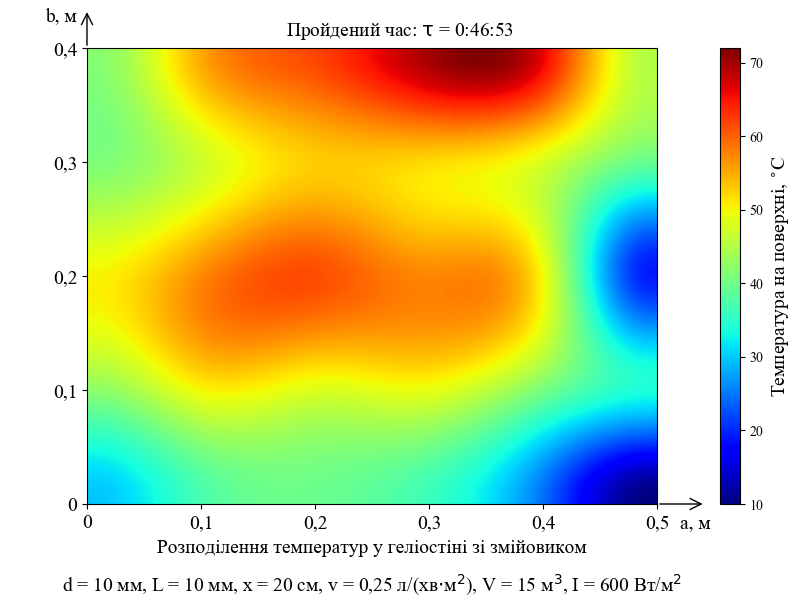 b, м
Пройдений час: τ = 0:46:53
0,4
0,3
0,2
0,1
0
0 0,1 0,2 0,3 0,4 0,5 a, м
70
60
50
40
30
20
10
Температура на поверхні, °C
Розподілення температур у геліостіні зі змійовиком
d = 10 мм, L = 10 мм, x = 20 см, v = 0,25 л/(хв·м²), V = 15 м³, I = 600 Вт/м²